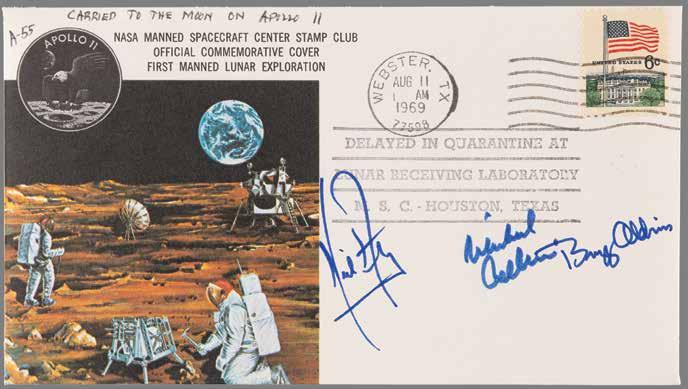 CARRIED TO THE MOON ON APOLLO 11
A-55
APOLLO 11
NASA MANNED SPACECRAFT CENTER STAMP CLUB
OFFICIAL COMMEMORATIVE COVER
FIRST MANNED LUNAR EXPLORATION
WEBSTER, TX
AUG 11
AM
1969
77598
UNITED STATES
6c
DELAYED IN QUARANTINE AT
LUNAR RECEIVING LABORATORY
M. S. C. - HOUSTON, TEXAS
Michael
Collins
Buzz Aldrin